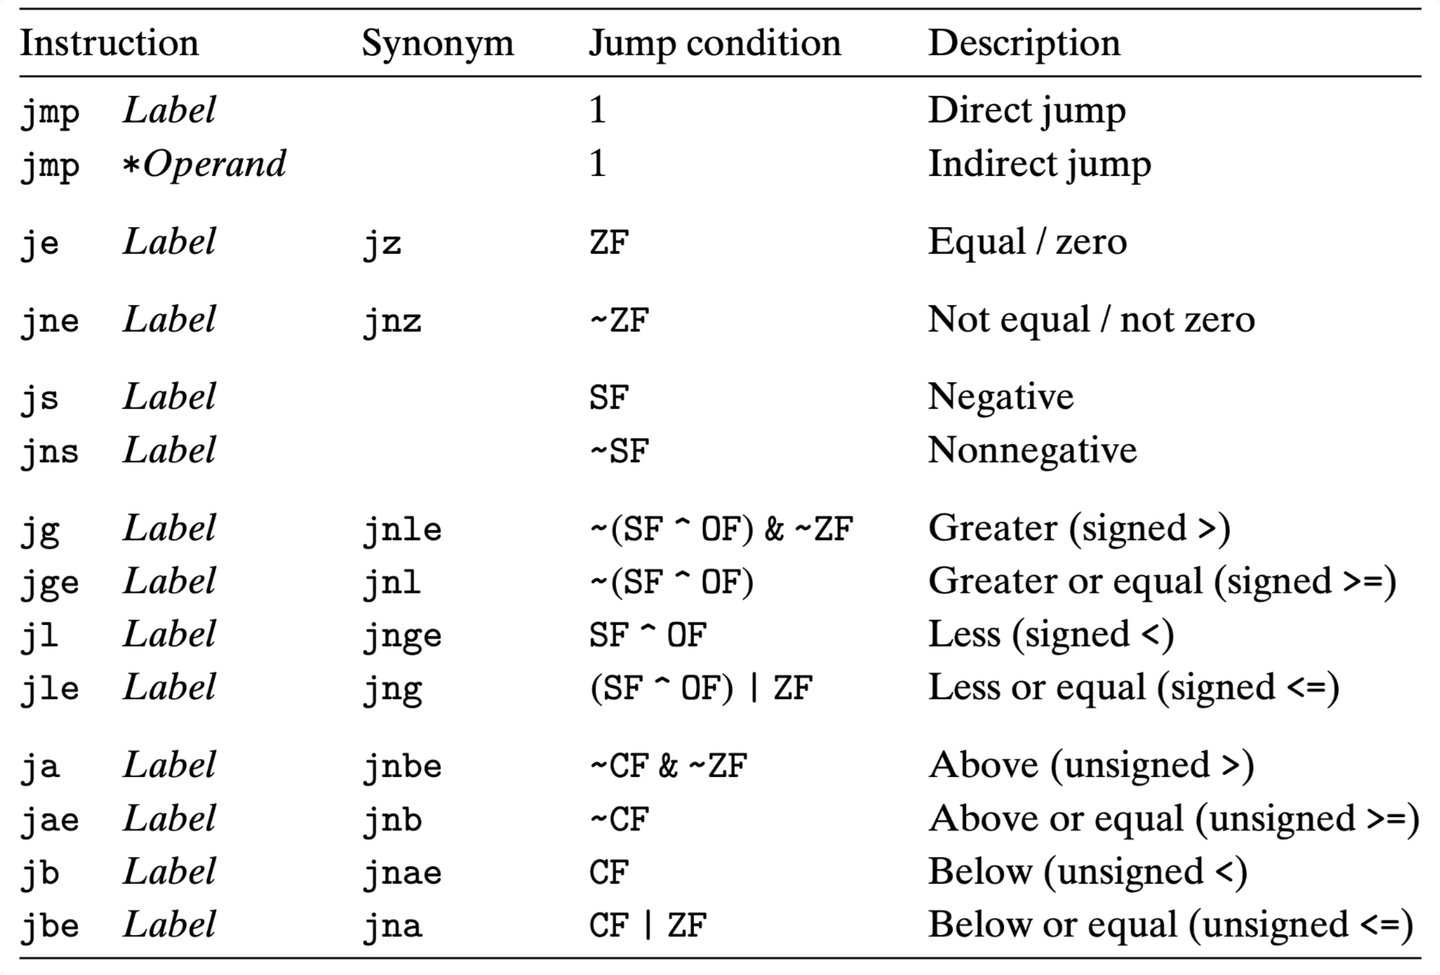 Instruction Synonym Jump condition Description
jmp Label 1 Direct jump
jmp *Operand 1 Indirect jump
je Label jz ZF Equal / zero
jne Label jnz ~ZF Not equal / not zero
js Label SF Negative
jns Label ~SF Nonnegative
jg Label jnle ~(SF ^ OF) & ~ZF Greater (signed >)
jge Label jnl ~(SF ^ OF) Greater or equal (signed >=)
jl Label jnge SF ^ OF Less (signed <)
jle Label jng (SF ^ OF) | ZF Less or equal (signed <=)
ja Label jnbe ~CF & ~ZF Above (unsigned >)
jae Label jnb ~CF Above or equal (unsigned >=)
jb Label jnae CF Below (unsigned <)
jbe Label jna CF | ZF Below or equal (unsigned <=)